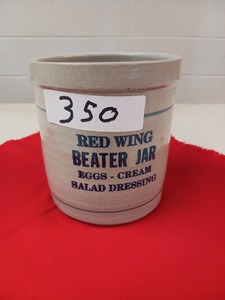 350
RED WING
BEATER JAR
EGGS - CREAM
SALAD DRESSING